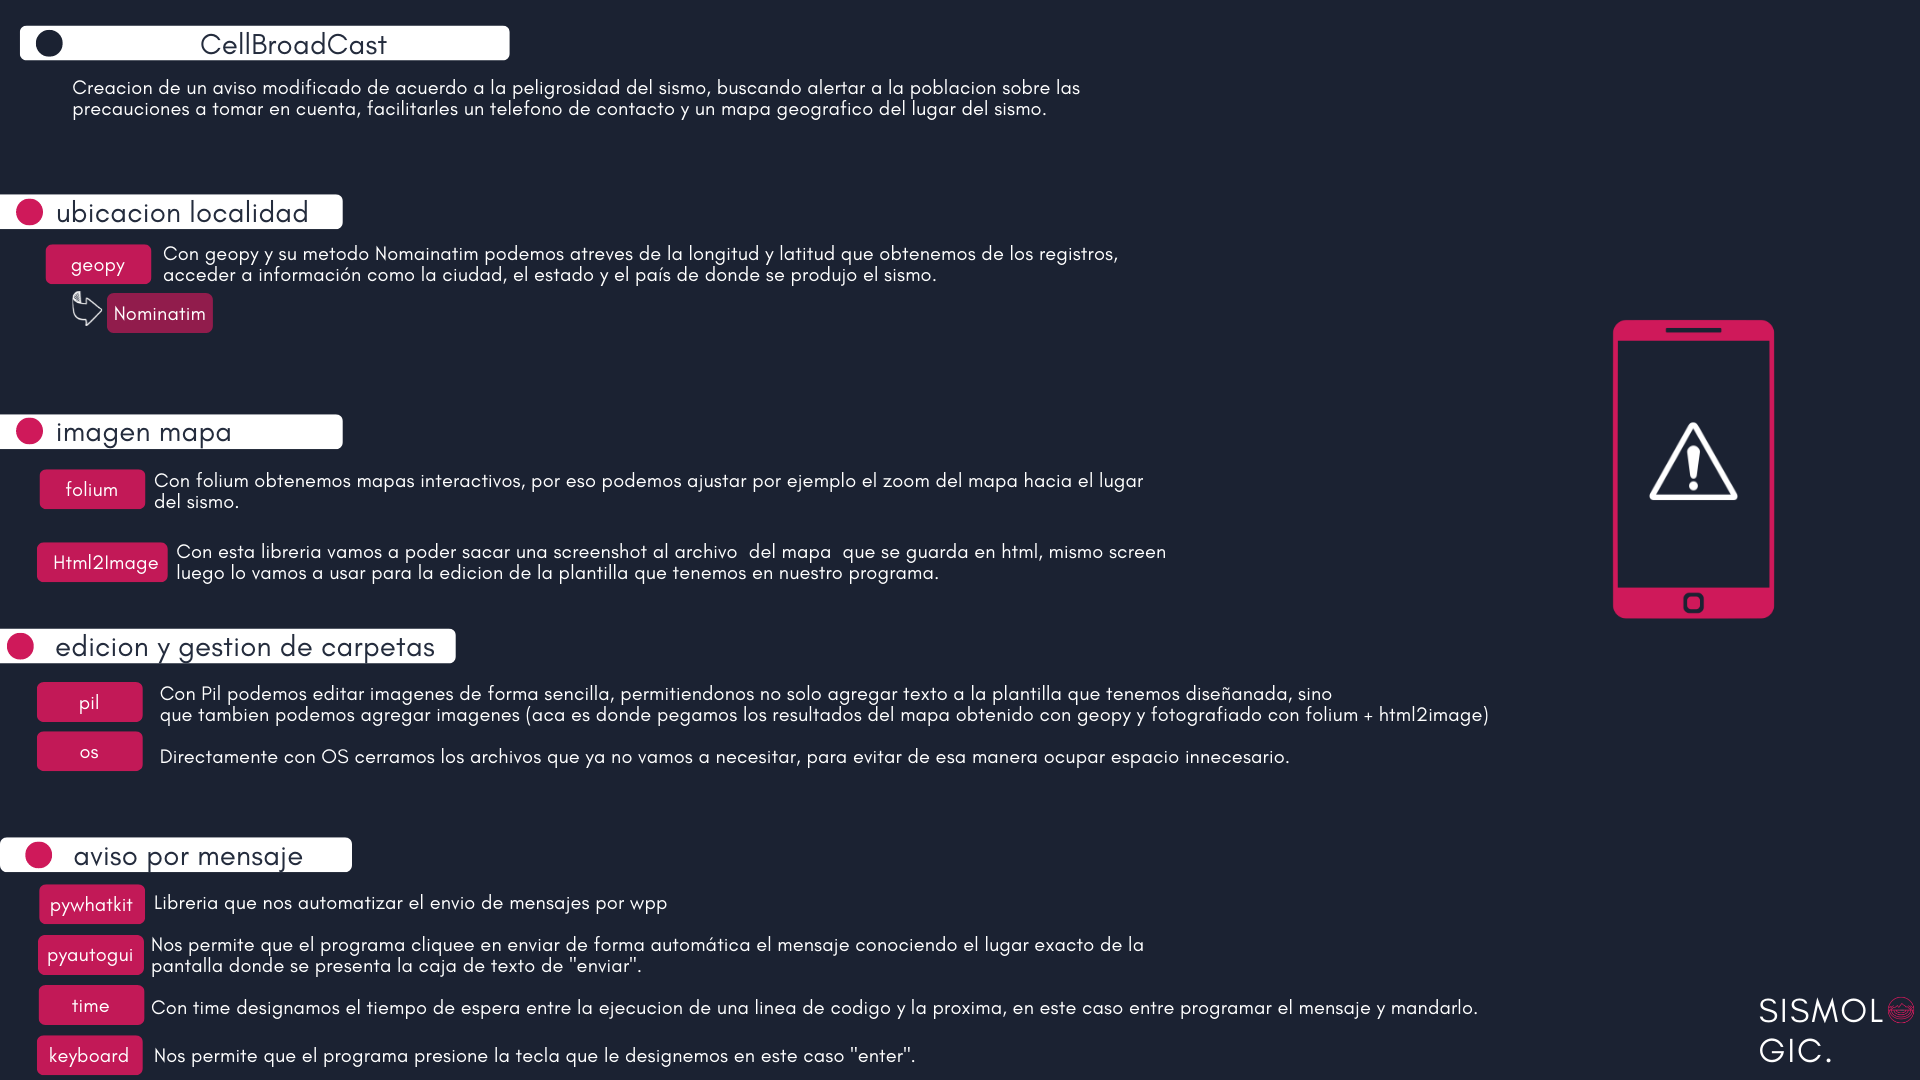 CellBroadCast
Creacion de un aviso modificado de acuerdo a la peligrosidad del sismo, buscando alertar a la poblacion sobre las
precauciones a tomar en cuenta, facilitarles un telefono de contacto y un mapa geografico del lugar del sismo.
ubicacion localidad
geopy
Con geopy y su metodo Nomainatim podemos atreves de la longitud y latitud que obtenemos de los registros,
acceder a información como la ciudad, el estado y el país de donde se produjo el sismo.
Nominatim
imagen mapa
folium
Con folium obtenemos mapas interactivos, por eso podemos ajustar por ejemplo el zoom del mapa hacia el lugar
del sismo.
Html2Image
Con esta libreria vamos a poder sacar una screenshot al archivo  del mapa  que se guarda en html, mismo screen
luego lo vamos a usar para la edicion de la plantilla que tenemos en nuestro programa.
edicion y gestion de carpetas
pil
Con Pil podemos editar imagenes de forma sencilla, permitiendonos no solo agregar texto a la plantilla que tenemos diseñanada, sino
que tambien podemos agregar imagenes (aca es donde pegamos los resultados del mapa obtenido con geopy y fotografiado con folium + html2image)
os
Directamente con OS cerramos los archivos que ya no vamos a necesitar, para evitar de esa manera ocupar espacio innecesario.
aviso por mensaje
pywhatkit
Libreria que nos automatizar el envio de mensajes por wpp
pyautogui
Nos permite que el programa cliquee en enviar de forma automática el mensaje conociendo el lugar exacto de la
pantalla donde se presenta la caja de texto de "enviar".
time
Con time designamos el tiempo de espera entre la ejecucion de una linea de codigo y la proxima, en este caso entre programar el mensaje y mandarlo.
keyboard
Nos permite que el programa presione la tecla que le designemos en este caso "enter".
SISMOL
GIC.